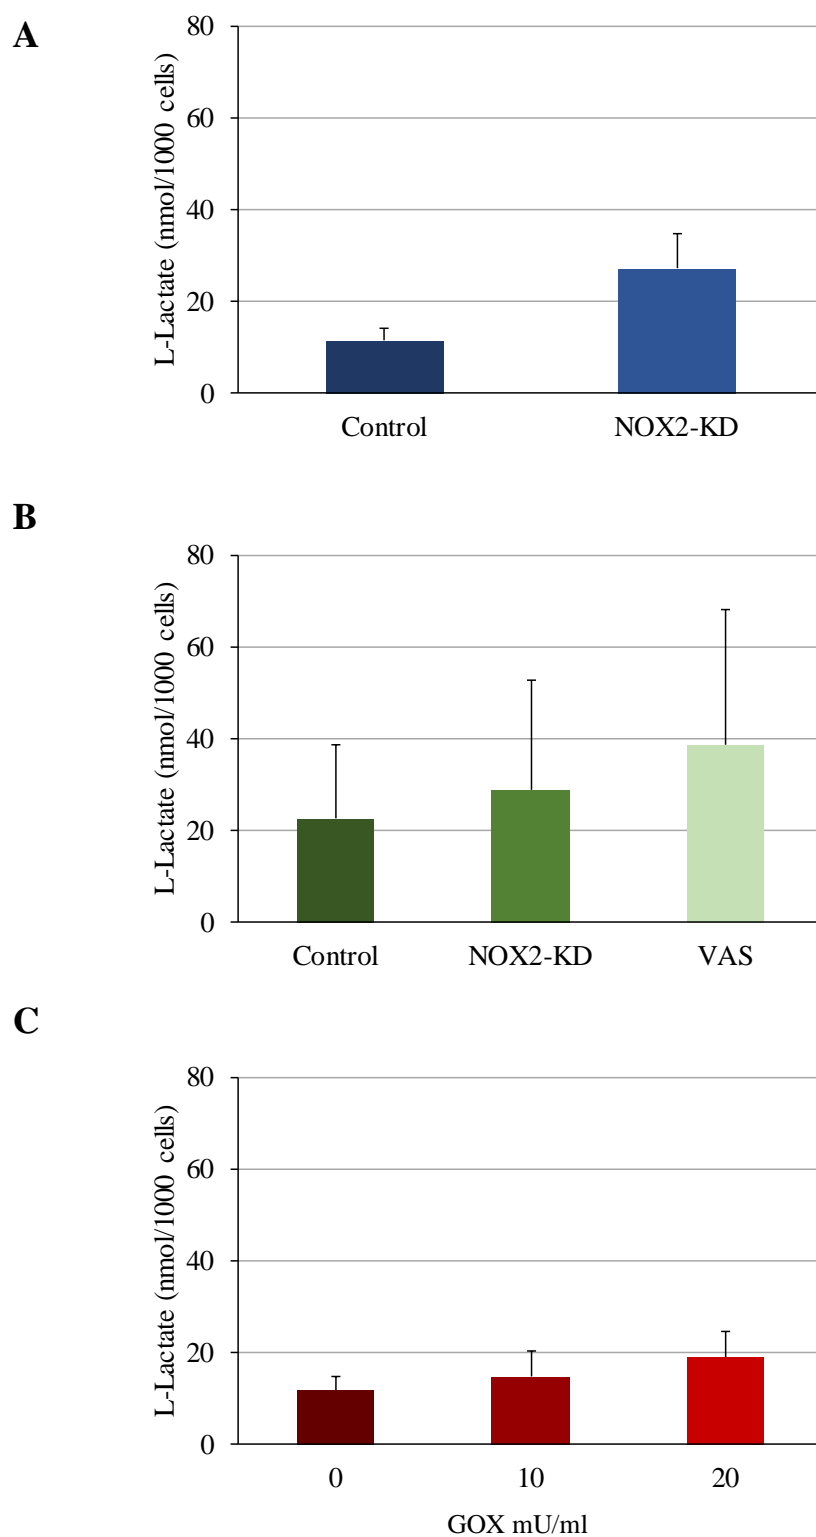 A
L-Lactate (nmol/1000 cells)
80
60
40
20
0
Control NOX2-KD
B
L-Lactate (nmol/1000 cells)
80
60
40
20
0
Control NOX2-KD VAS
C
L-Lactate (nmol/1000 cells)
80
60
40
20
0
0 10 20
GOX mU/ml